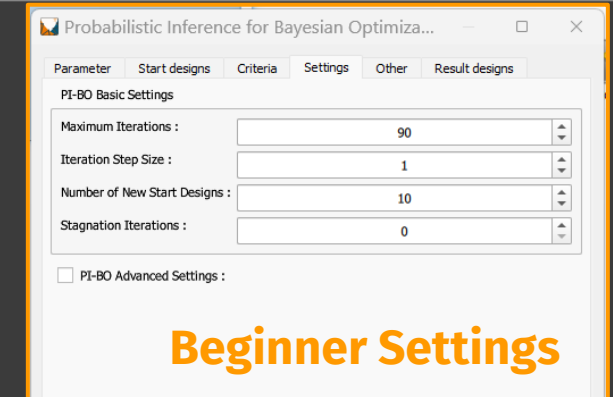 Probabilistic Inference for Bayesian Optimiza...
Parameter Start designs Criteria Settings Other Result designs
PI-BO Basic Settings
Maximum Iterations : 90
Iteration Step Size : 1
Number of New Start Designs : 10
Stagnation Iterations : 0
PI-BO Advanced Settings :
Beginner Settings